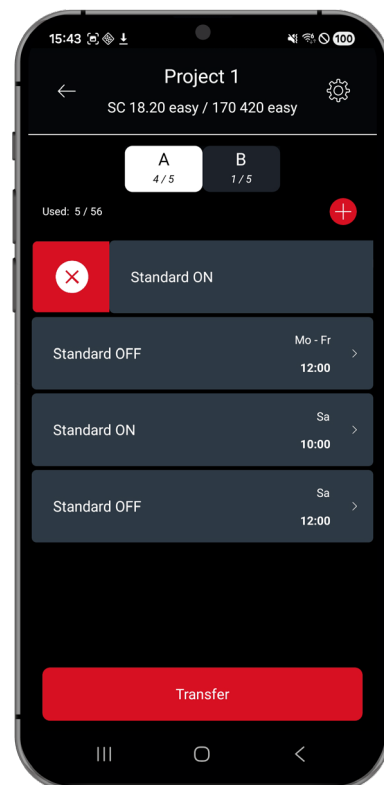 15:43 100
Project 1
SC 18.20 easy / 170 420 easy
A B
4 / 5 1 / 5
Used: 5 / 56
Standard ON
Mo - Fr
Standard OFF
12:00
Sa
Standard ON
10:00
Sa
Standard OFF
12:00
Transfer